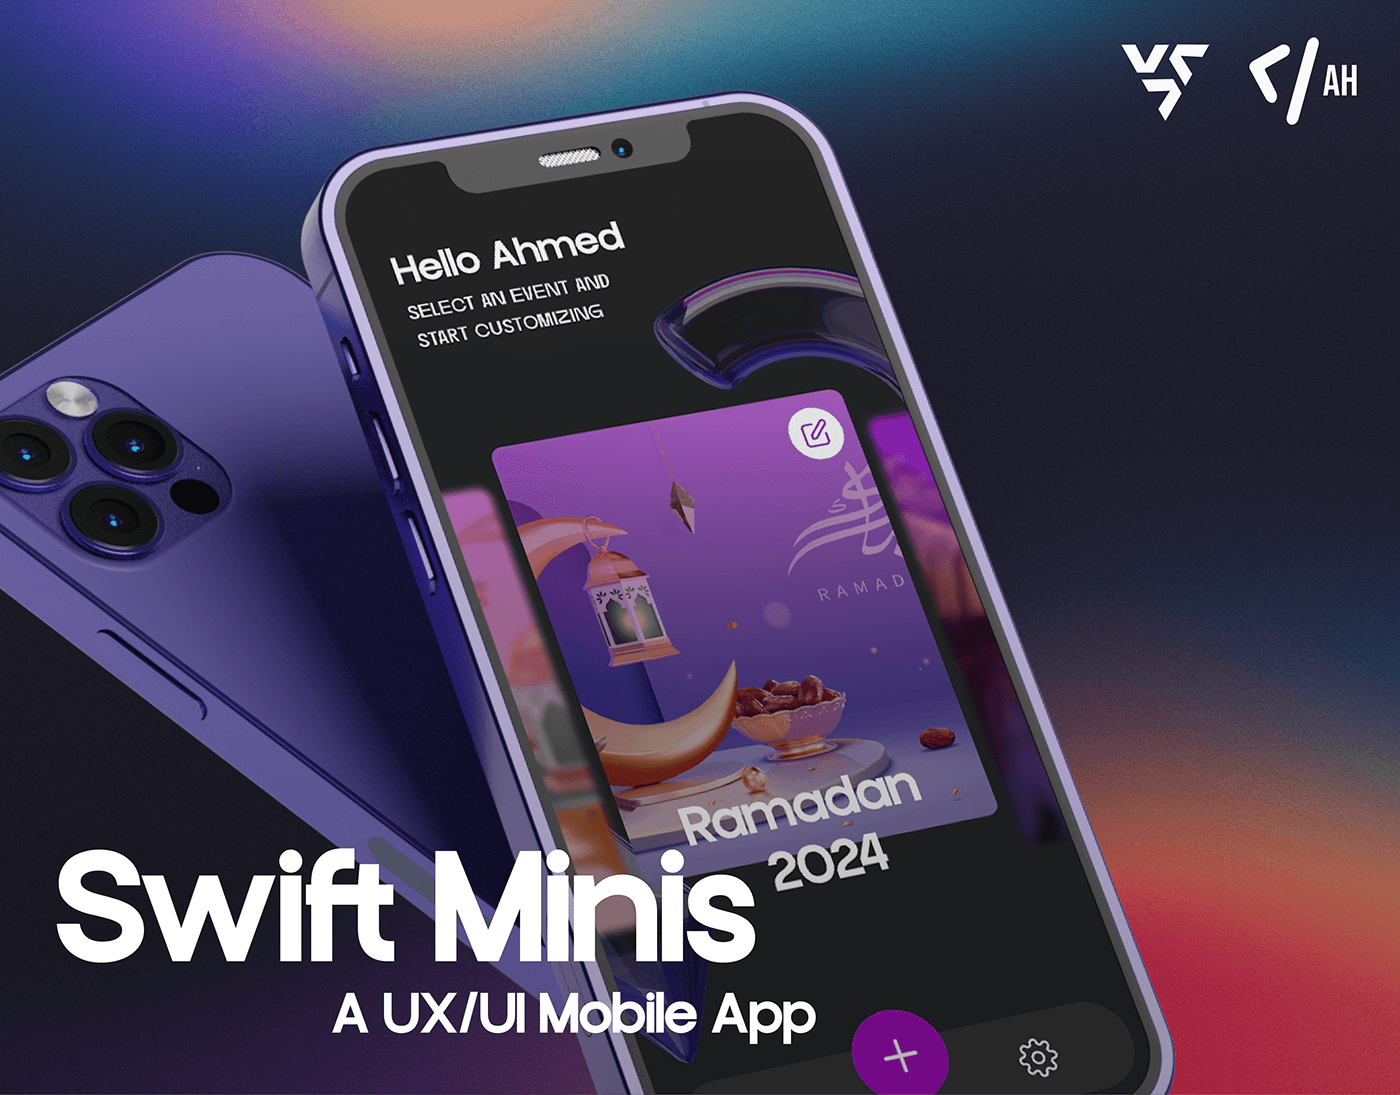 AH
Hello Ahmed
SELECT AN EVENT AND
START CUSTOMIZING
RAMAD
Ramadan
2024
Swift Minis
A UX/UI Mobile App